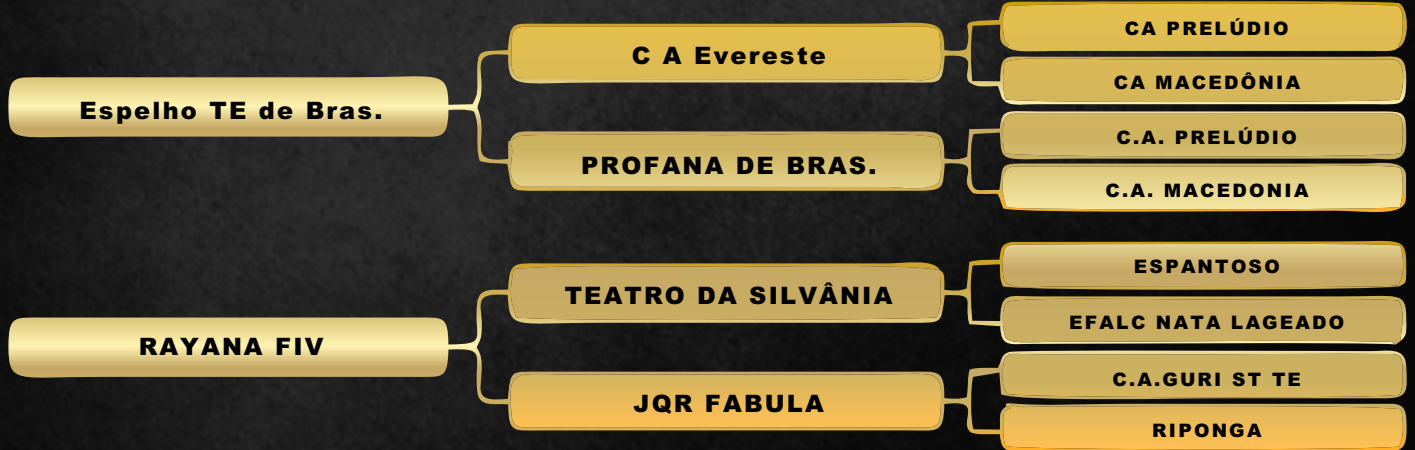 Espelho TE de Bras.
C A Evereste
CA PRELÚDIO
CA MACEDÔNIA
PROFANA DE BRAS.
C.A. PRELÚDIO
C.A. MACEDONIA
RAYANA FIV
TEATRO DA SILVÂNIA
ESPANTOSO
EFALC NATA LAGEADO
JQR FABULA
C.A.GURI ST TE
RIPONGA